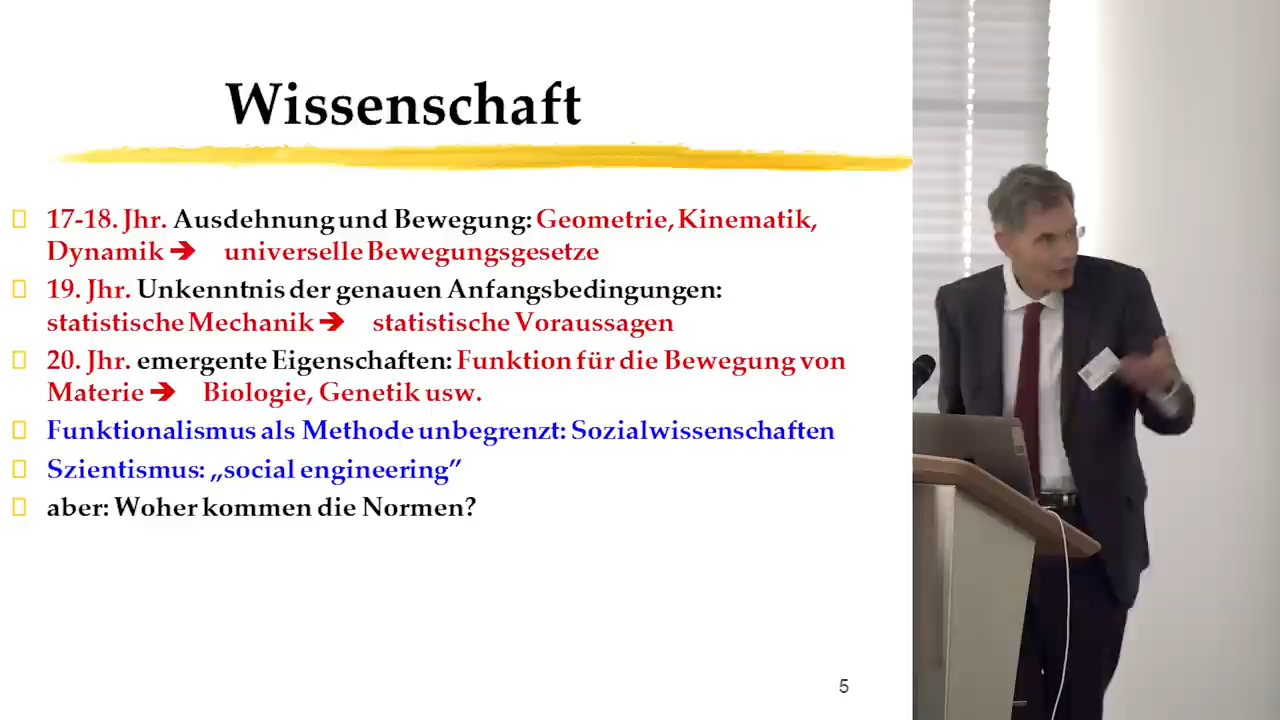 Wissenschaft
17-18. Jhr. Ausdehnung und Bewegung: Geometrie, Kinematik,
Dynamik ➔ universelle Bewegungsgesetze
19. Jhr. Unkenntnis der genauen Anfangsbedingungen:
statistische Mechanik ➔ statistische Voraussagen
20. Jhr. emergente Eigenschaften: Funktion für die Bewegung von
Materie ➔ Biologie, Genetik usw.
Funktionalismus als Methode unbegrenzt: Sozialwissenschaften
Szientismus: „social engineering”
aber: Woher kommen die Normen?
5